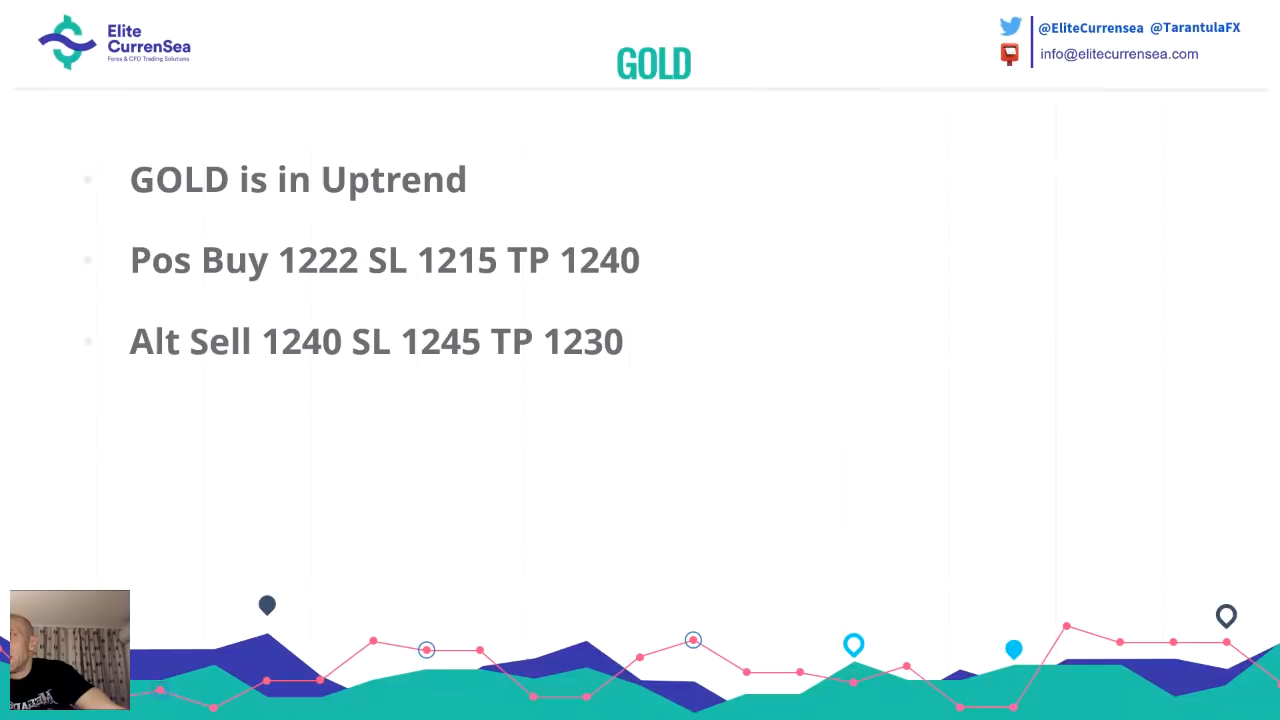 Elite
CurrenSea
Forex & CFD Trading Solutions
GOLD
@EliteCurrensea @TarantulaFX
info@elitecurrensea.com
GOLD is in Uptrend
Pos Buy 1222 SL 1215 TP 1240
Alt Sell 1240 SL 1245 TP 1230